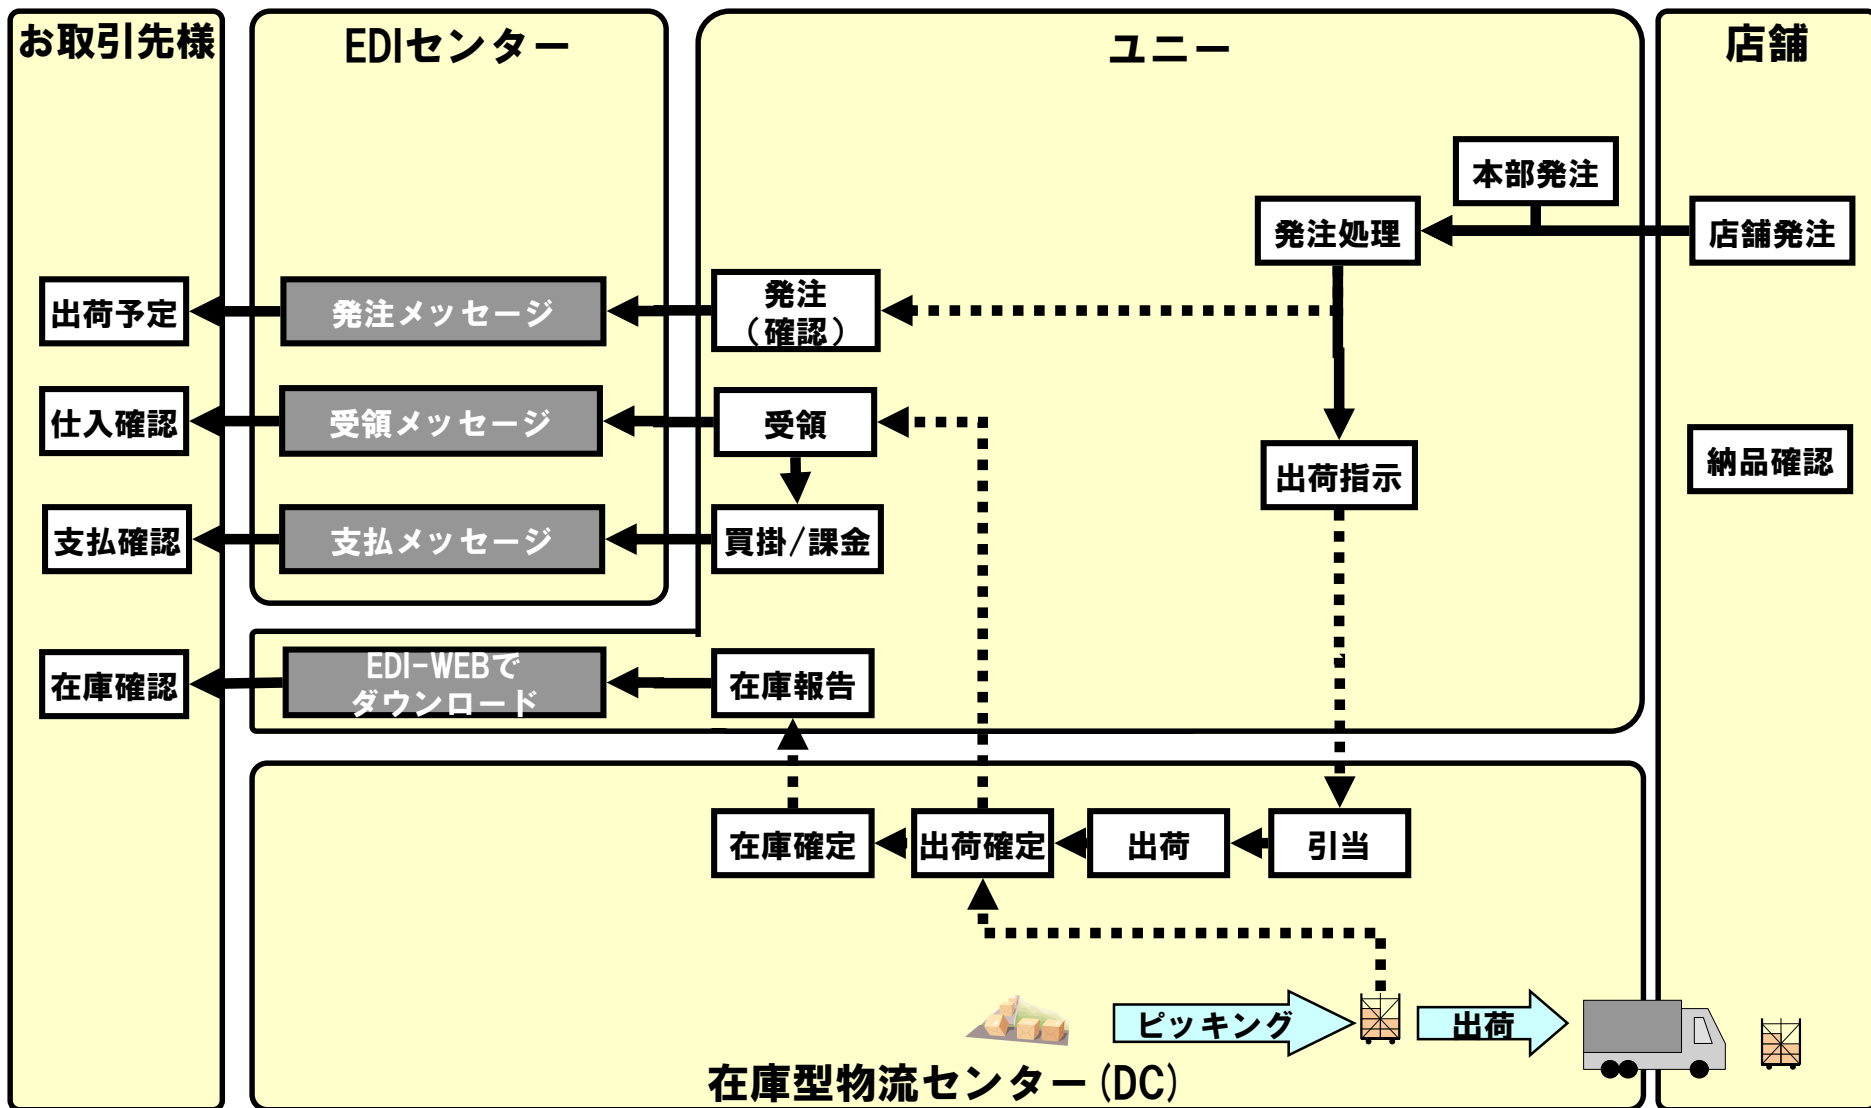 お取引先様
EDIセンター
ユニー
店舗
本部発注
発注処理
店舗発注
出荷予定
発注メッセージ
発注
（確認）
仕入確認
受領メッセージ
受領
出荷指示
納品確認
支払確認
支払メッセージ
買掛/課金
在庫確認
EDI-WEBで
ダウンロード
在庫報告
在庫確定
出荷確定
出荷
引当
ピッキング
出荷
在庫型物流センター(DC)